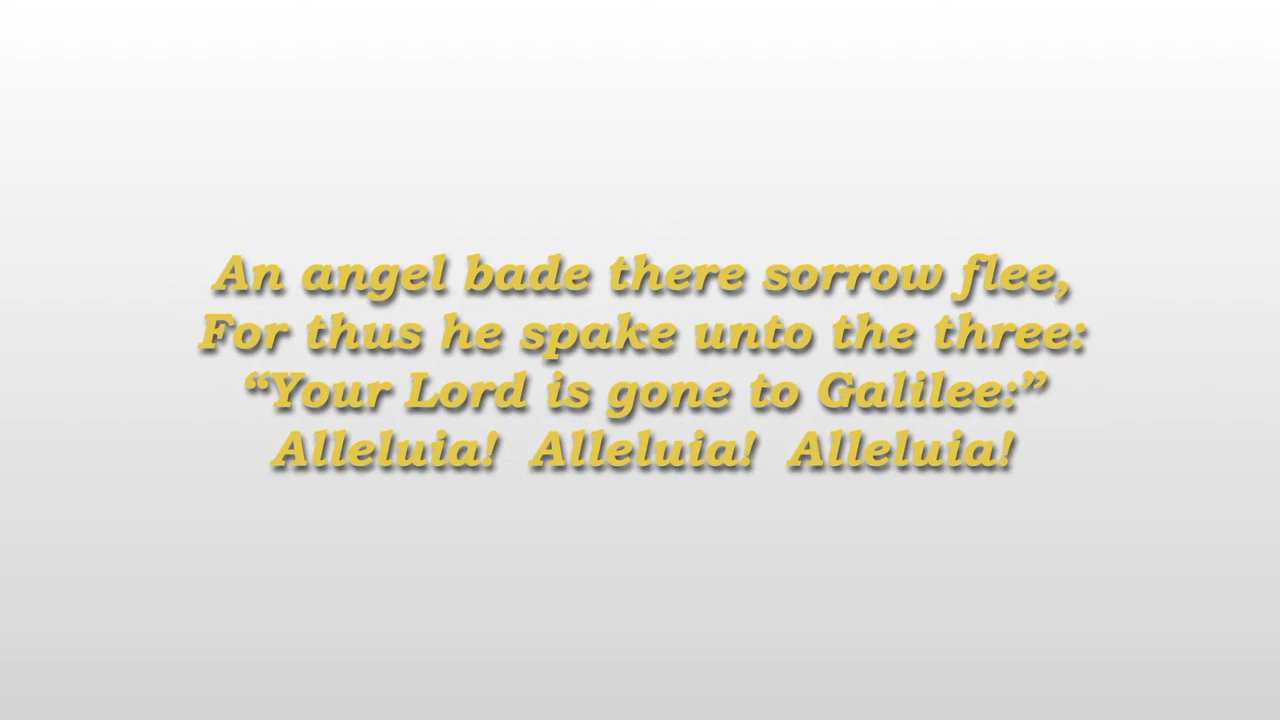 An angel bade there sorrow flee,
For thus he spake unto the three:
“Your Lord is gone to Galilee:”
Alleluia!  Alleluia!  Alleluia!